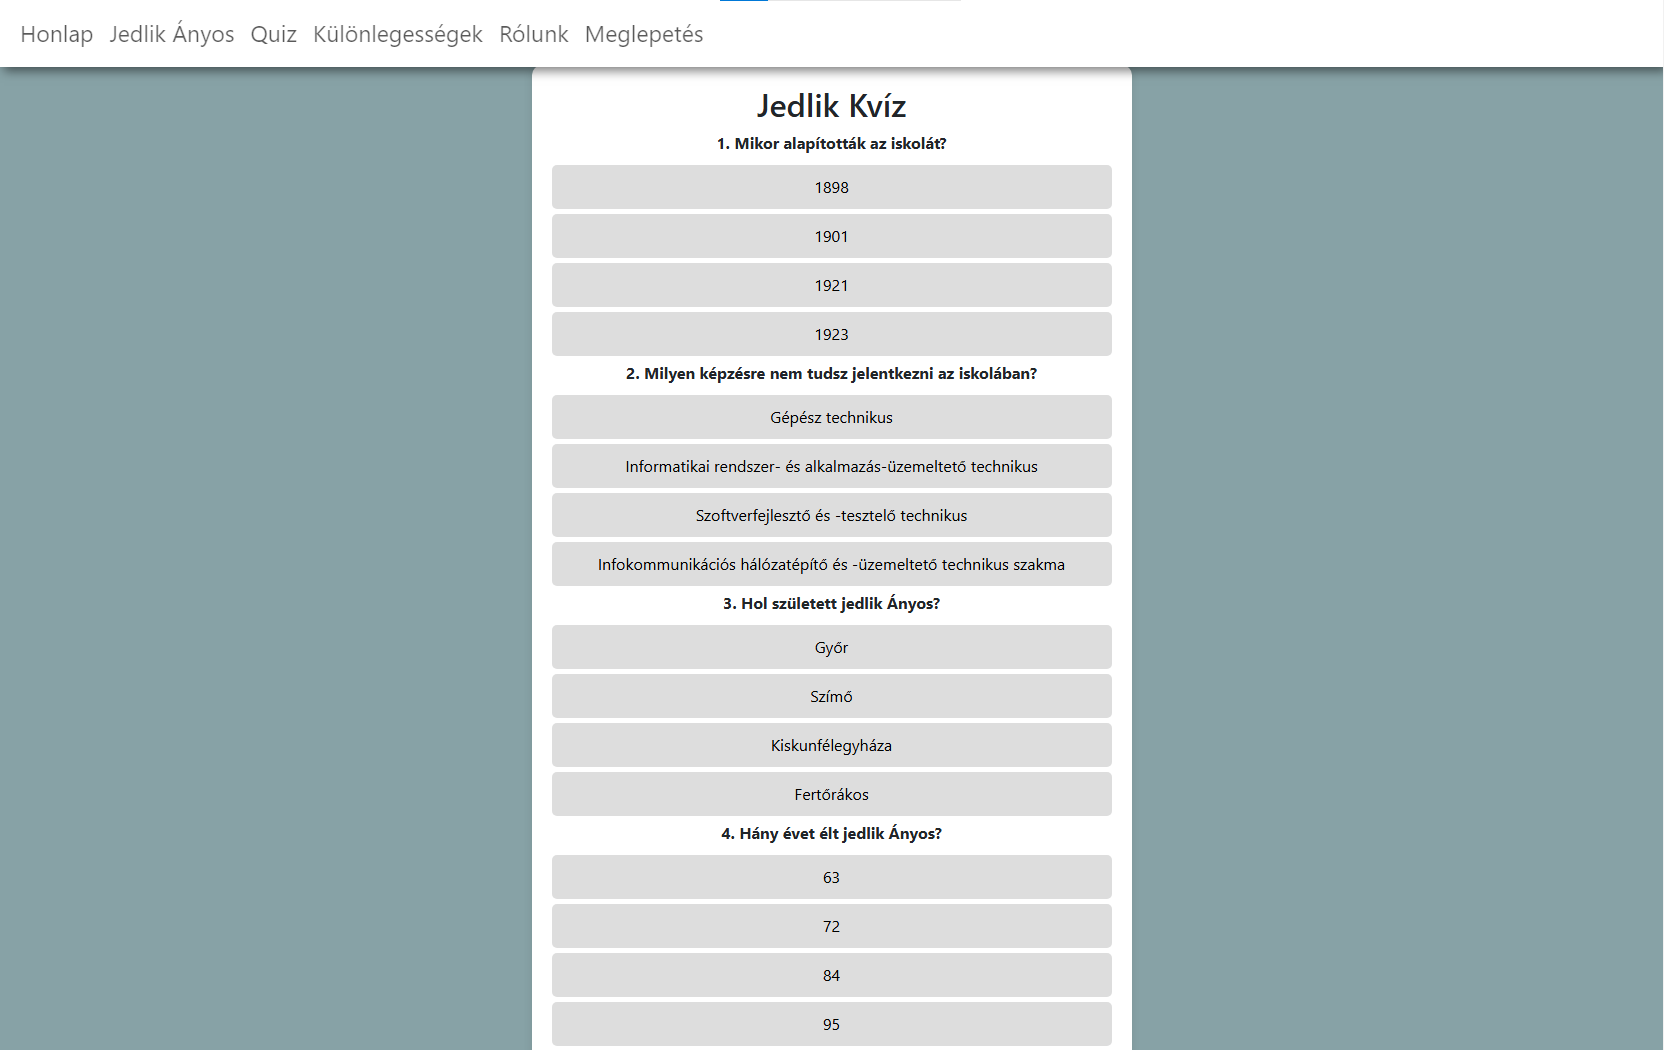 Honlap Jedlik Ányos Quiz Különlegességek Rólunk Meglepetés
Jedlik Kvíz
1. Mikor alapították az iskolát?
1898
1901
1921
1923
2. Milyen képzésre nem tudsz jelentkezni az iskolában?
Gépész technikus
Informatikai rendszer- és alkalmazás-üzemeltető technikus
Szoftverfejlesztő és -tesztelő technikus
Infokommunikációs hálózatépítő és -üzemeltető technikus szakma
3. Hol született jedlik Ányos?
Győr
Szímő
Kiskunfélegyháza
Fertőrákos
4. Hány évet élt jedlik Ányos?
63
72
84
95